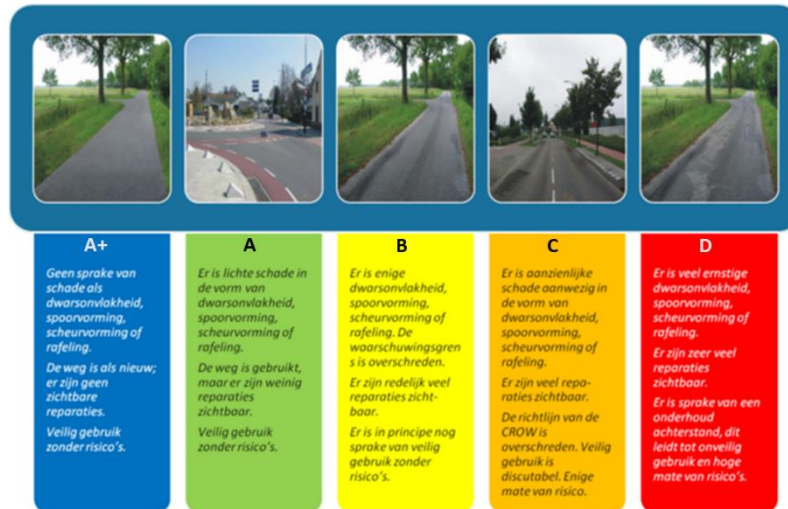 A+
Geen sprake van
schade als
dwarsonvlakheid,
spoorvorming,
scheurvorming of
rafeling.
De weg is als nieuw;
er zijn geen
zichtbare
reparaties.
Veilig gebruik
zonder risico's.
A
Er is lichte schade in
de vorm van
dwarsonvlakheid,
spoorvorming,
scheurvorming of
rafeling.
De weg is gebruikt,
maar er zijn weinig
reparaties
zichtbaar.
Veilig gebruik
zonder risico's.
B
Er is enige
dwarsonvlakheid,
spoorvorming,
scheurvorming of
rafeling. De
waarschuwingsgren
s is overschreden.
Er zijn redelijk veel
reparaties zicht-
baar.
Er is in principe nog
sprake van veilig
gebruik zonder
risico's.
C
Er is aanzienlijke
schade aanwezig in
de vorm van
dwarsonvlakheid,
spoorvorming,
scheurvorming of
rafeling.
Er zijn veel repa-
raties zichtbaar.
De richtlijn van de
CROW is
overschreden. Veilig
gebruik is
discutabel. Enige
mate van risico.
D
Er is veel ernstige
dwarsonvlakheid,
spoorvorming,
scheurvorming of
rafeling.
Er zijn zeer veel
reparaties
zichtbaar.
Er is sprake van een
onderhoud
achterstand, dit
leidt tot onveilig
gebruik en hoge
mate van risico's.